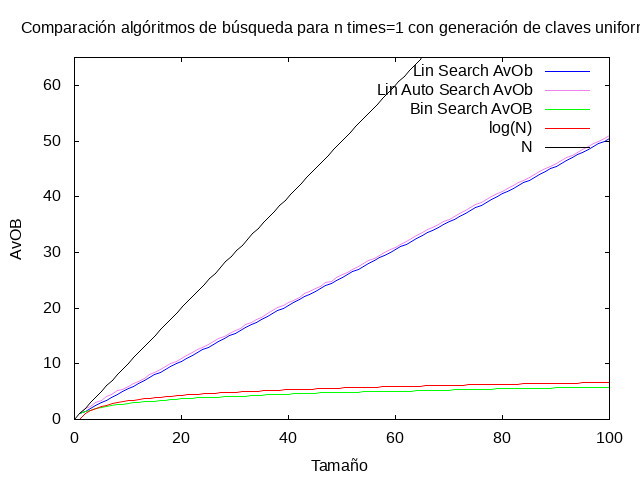 Comparación algóritmos de búsqueda para n times=1 con generación de claves unifor
Lin Search AvOb
Lin Auto Search AvOb
Bin Search AvOB
log(N)
N
AvOB
60
50
40
30
20
10
0
0 20 40 60 80 100
Tamaño